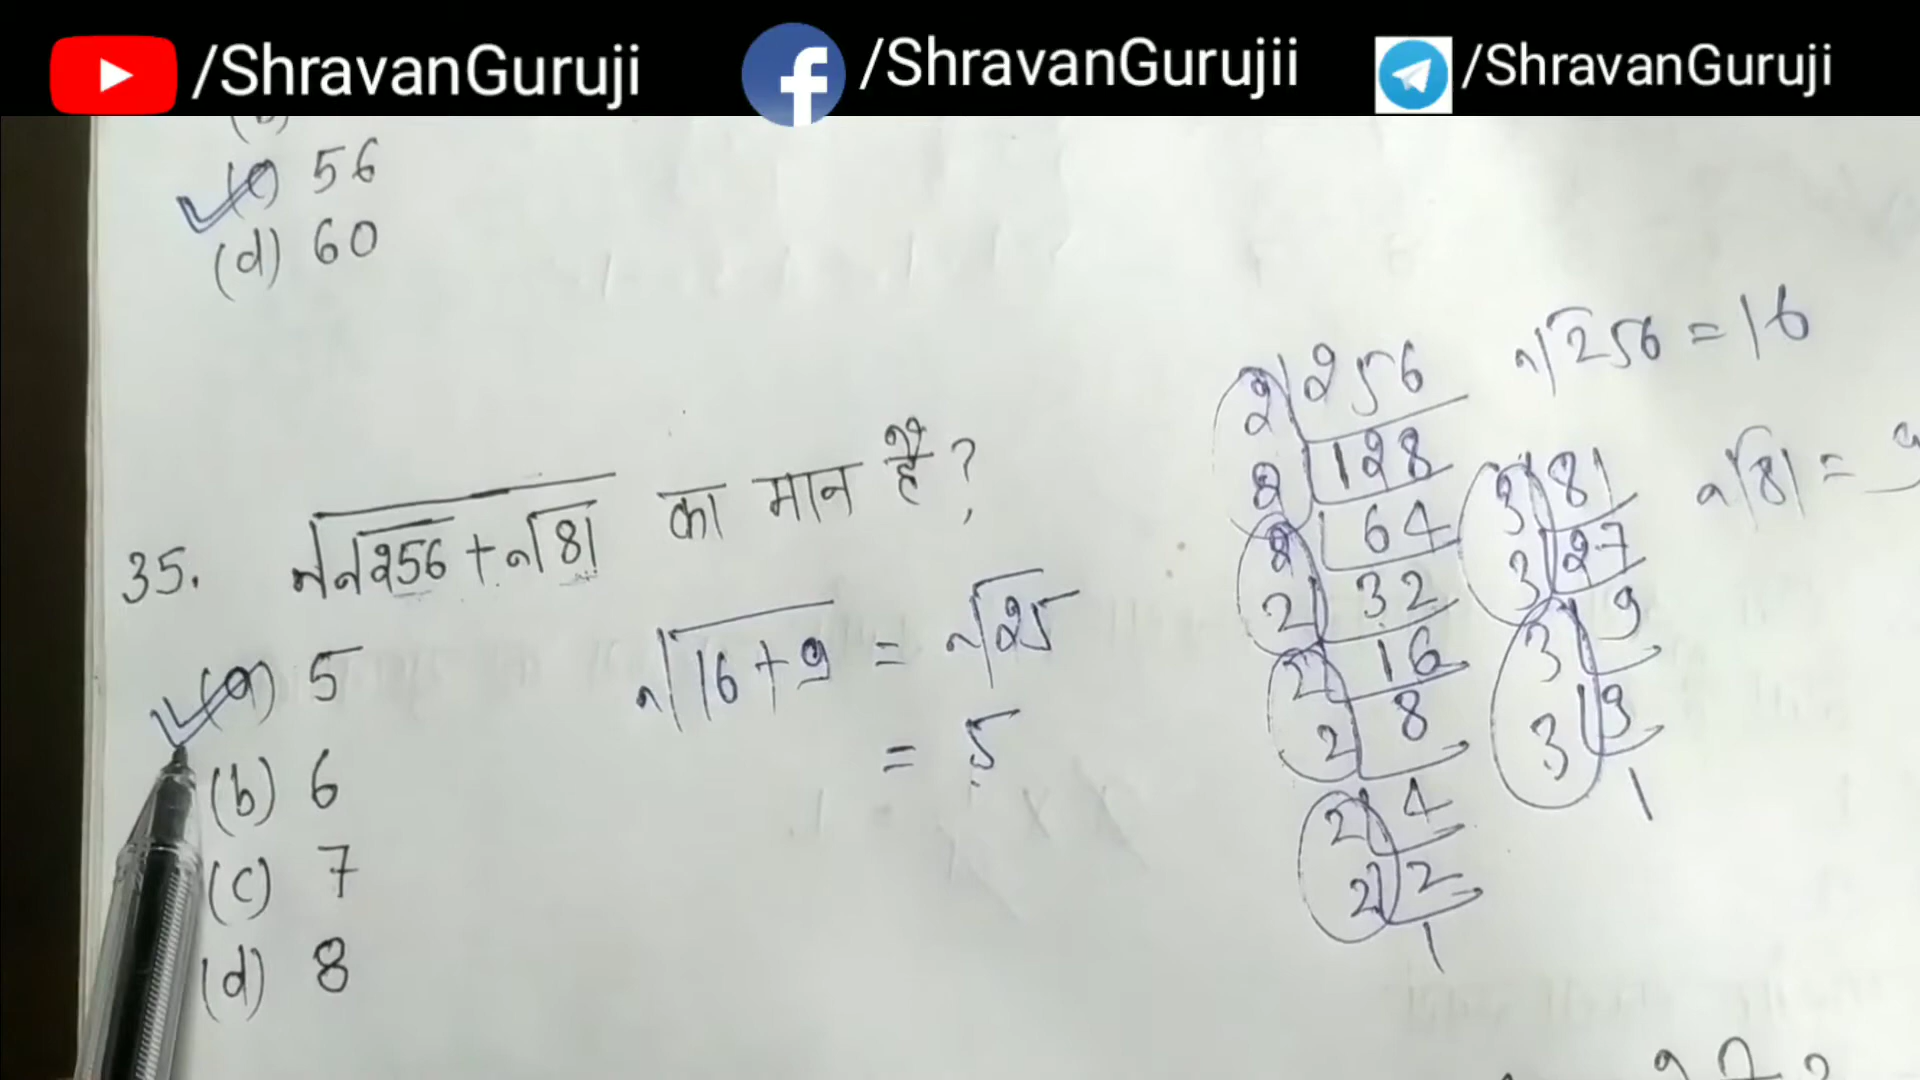 /ShravanGuruji /ShravanGurujii /ShravanGuruji
(c) 56
(d) 60
35. √(√256 + √81) का मान है?
(a) 5
(b) 6
(c) 7
(d) 8
√(16 + 9) = √25
= 5
2 256
2 128
2 64
2 32
2 16
2 8
2 4
2 2
1
√256 = 16
3 81
3 27
3 9
3 3
1
√81 = 9